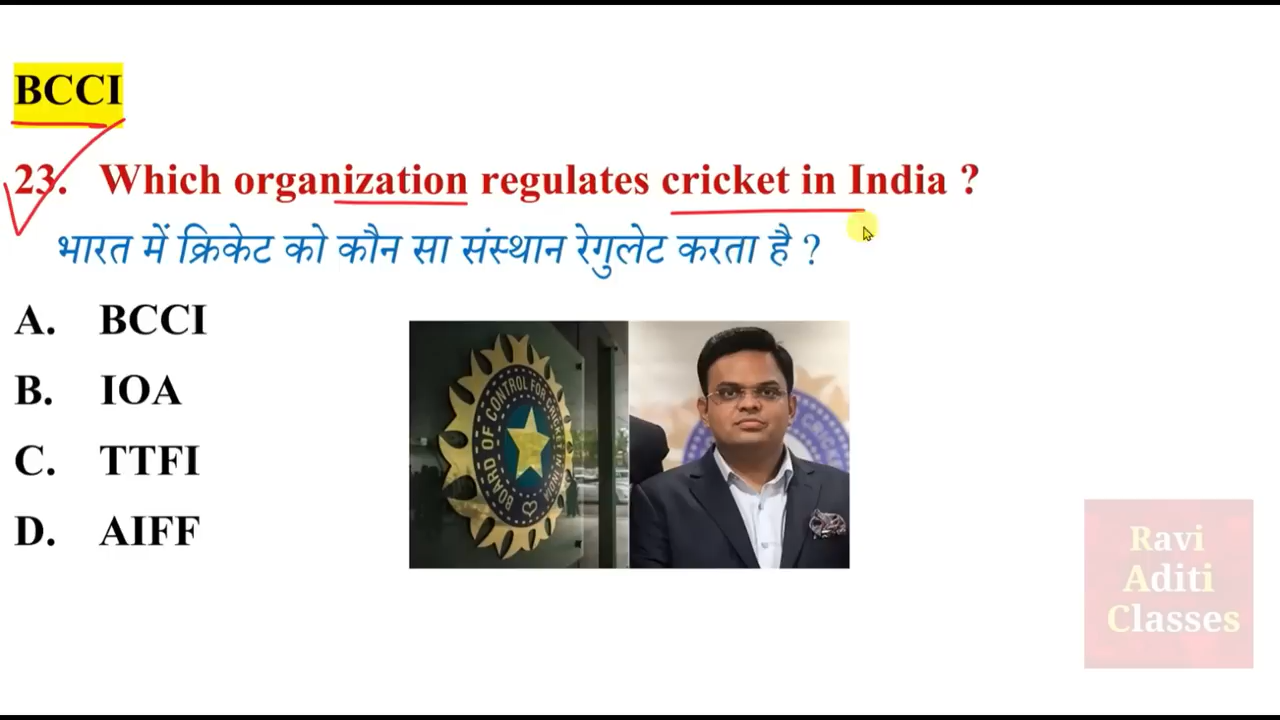 BCCI
23. Which organization regulates cricket in India ?
भारत में क्रिकेट को कौन सा संस्थान रेगुलेट करता है ?
A. BCCI
B. IOA
C. TTFI
D. AIFF
BOARD OF CONTROL FOR CRICKET IN INDIA
CRICKE
Ravi
Aditi
Classes